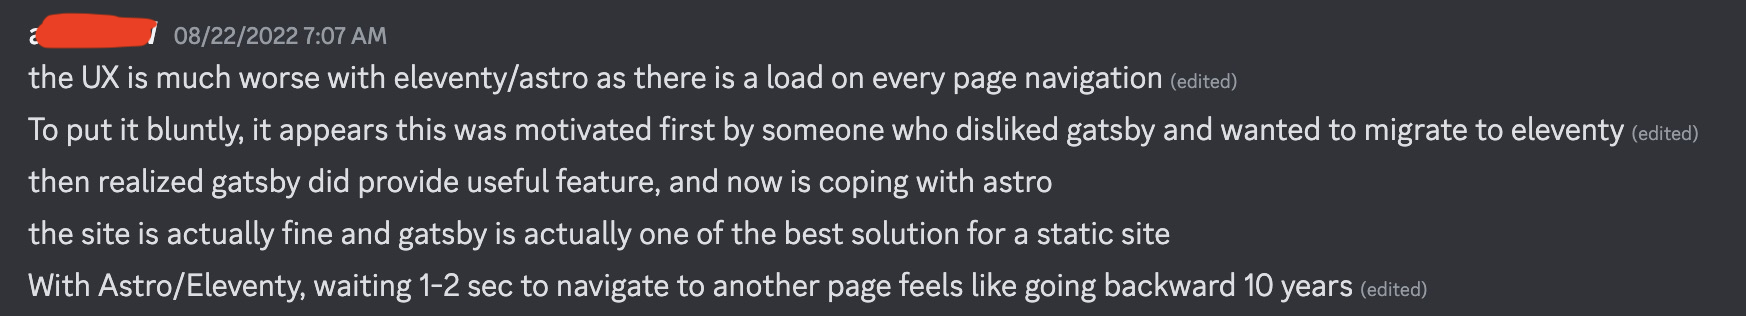 08/22/2022 7:07 AM
the UX is much worse with eleventy/astro as there is a load on every page navigation (edited)
To put it bluntly, it appears this was motivated first by someone who disliked gatsby and wanted to migrate to eleventy (edited)
then realized gatsby did provide useful feature, and now is coping with astro
the site is actually fine and gatsby is actually one of the best solution for a static site
With Astro/Eleventy, waiting 1-2 sec to navigate to another page feels like going backward 10 years (edited)